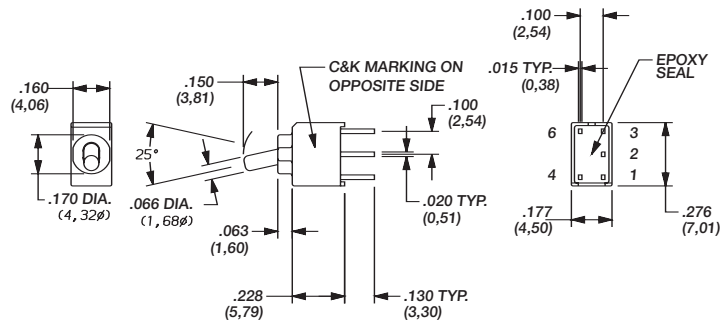 .160
(4,06)
.170 DIA.
(4,32ø)
25°
.066 DIA.
(1,68ø)
.150
(3,81)
.063
(1,60)
C&K MARKING ON
OPPOSITE SIDE
.100
(2,54)
.020 TYP.
(0,51)
.228
(5,79)
.130 TYP.
(3,30)
.100
(2,54)
.015 TYP.
(0,38)
EPOXY
SEAL
6
3
2
4
1
.177
(4,50)
.276
(7,01)